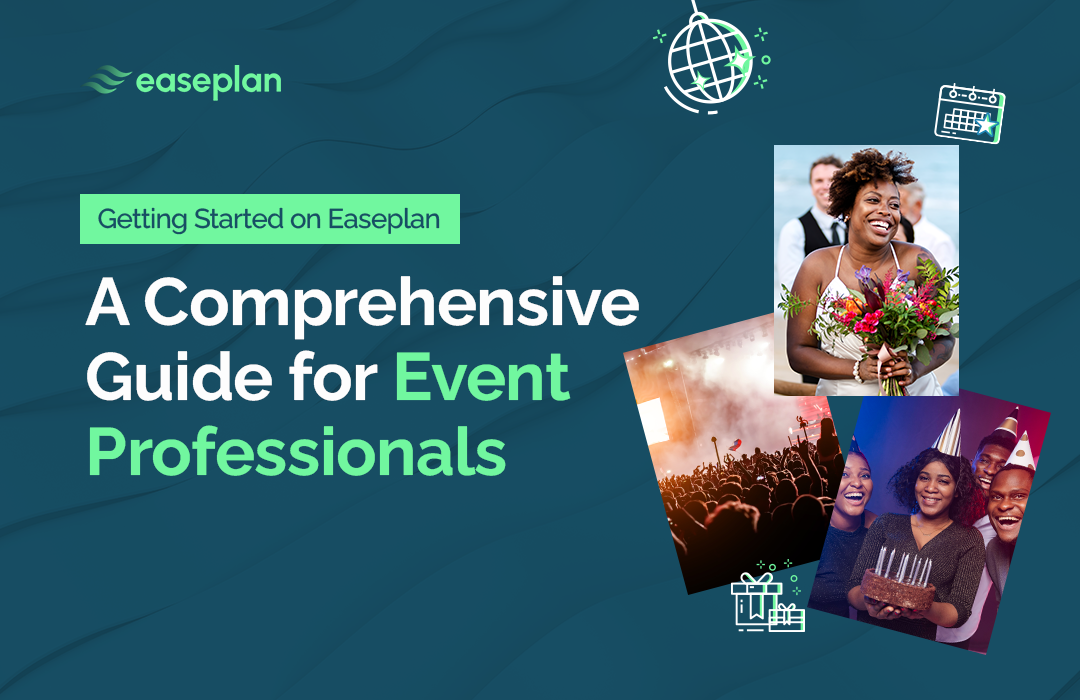 easeplan
Getting Started on Easeplan
A Comprehensive
Guide for Event
Professionals